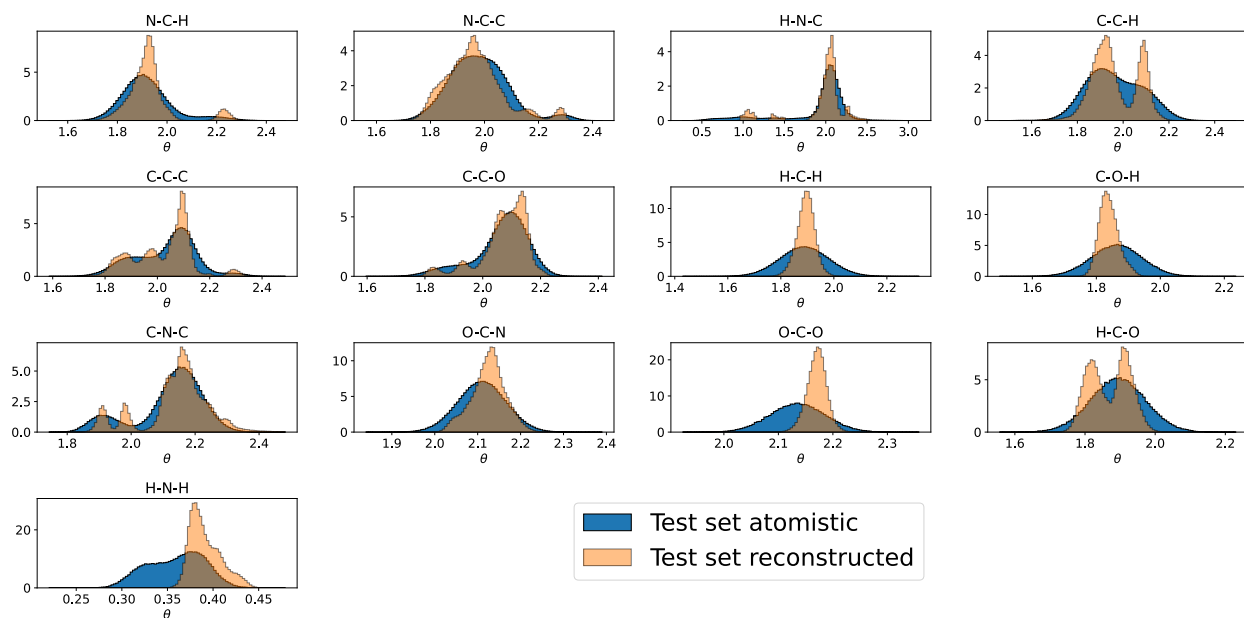 N-C-H
N-C-C
H-N-C
C-C-H
5
0
1.6 1.8 2.0 2.2 2.4
θ
4
2
0
1.6 1.8 2.0 2.2 2.4
θ
4
2
0
0.5 1.0 1.5 2.0 2.5 3.0
θ
4
2
0
1.6 1.8 2.0 2.2 2.4
θ
C-C-C
C-C-O
H-C-H
C-O-H
5
0
1.6 1.8 2.0 2.2 2.4
θ
5
0
1.6 1.8 2.0 2.2 2.4
θ
10
5
0
1.4 1.6 1.8 2.0 2.2
θ
10
5
0
1.6 1.8 2.0 2.2
θ
C-N-C
O-C-N
O-C-O
H-C-O
5.0
2.5
0.0
1.8 2.0 2.2 2.4
θ
10
5
0
1.9 2.0 2.1 2.2 2.3 2.4
θ
20
10
0
2.0 2.1 2.2 2.3
θ
5
0
1.6 1.8 2.0 2.2
θ
H-N-H
20
0
0.25 0.30 0.35 0.40 0.45
θ
Test set atomistic
Test set reconstructed